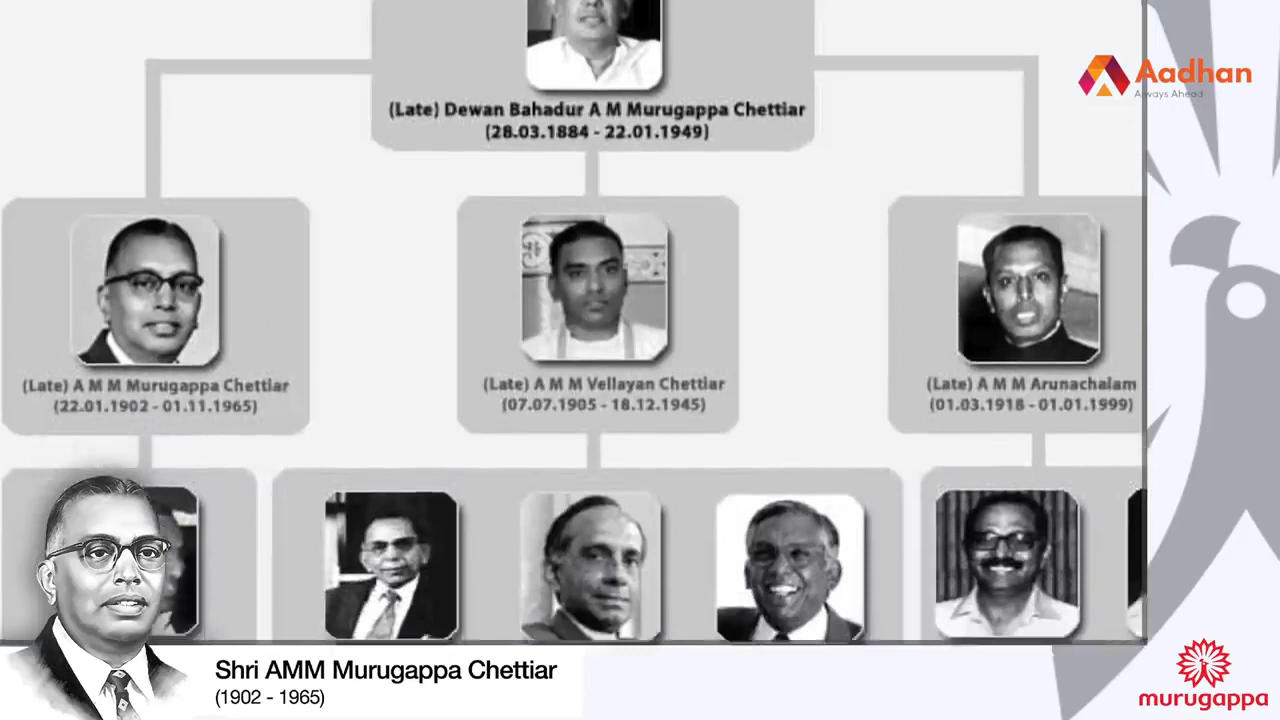 Aadhan
Always Ahead
(Late) Dewan Bahadur A M Murugappa Chettiar
(28.03.1884 - 22.01.1949)
(Late) A M M Murugappa Chettiar
(22.01.1902 - 01.11.1965)
(Late) A M M Vellayan Chettiar
(07.07.1905 - 18.12.1945)
(Late) A M M Arunachalam
(01.03.1918 - 01.01.1999)
Shri AMM Murugappa Chettiar
(1902 - 1965)
murugappa